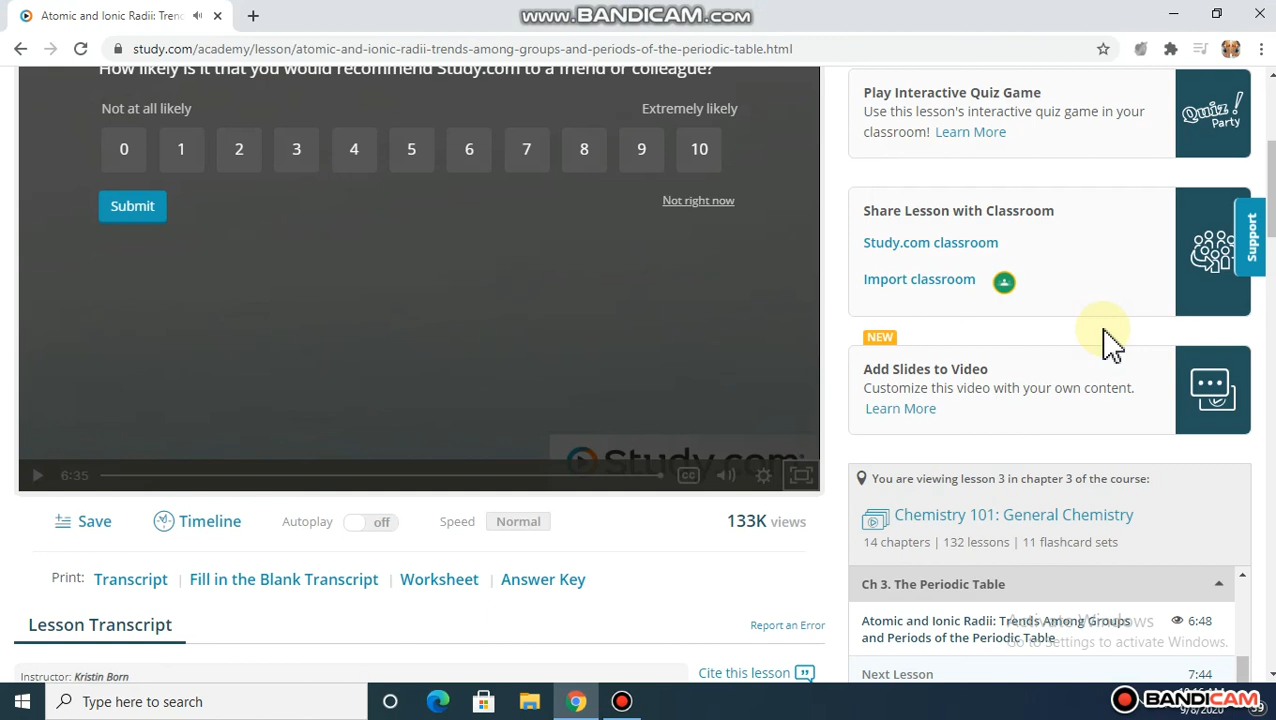 Atomic and Ionic Radii: Tren
www.BANDICAM.com
study.com/academy/lesson/atomic-and-ionic-radii-trends-among-groups-and-periods-of-the-periodic-table.html
How likely is it that you would recommend Study.com to a friend or colleague?
Not at all likely
Extremely likely
0 1 2 3 4 5 6 7 8 9 10
Submit
Not right now
Study.com
6:35
CC
Save
Timeline
Autoplay
off
Speed
Normal
133K views
Print: Transcript | Fill in the Blank Transcript | Worksheet | Answer Key
Lesson Transcript
Report an Error
Instructor: Kristin Born
Cite this lesson
Play Interactive Quiz Game
Use this lesson's interactive quiz game in your
classroom! Learn More
Quiz!
Party
Share Lesson with Classroom
Study.com classroom
Import classroom
Support
NEW
Add Slides to Video
Customize this video with your own content.
Learn More
You are viewing lesson 3 in chapter 3 of the course:
Chemistry 101: General Chemistry
14 chapters | 132 lessons | 11 flashcard sets
Ch 3. The Periodic Table
Atomic and Ionic Radii: Trends Among Groups
and Periods of the Periodic Table
6:48
Next Lesson
7:44
Activate Windows
Go to Settings to activate Windows.
Type here to search
BANDICAM
9/8/2020